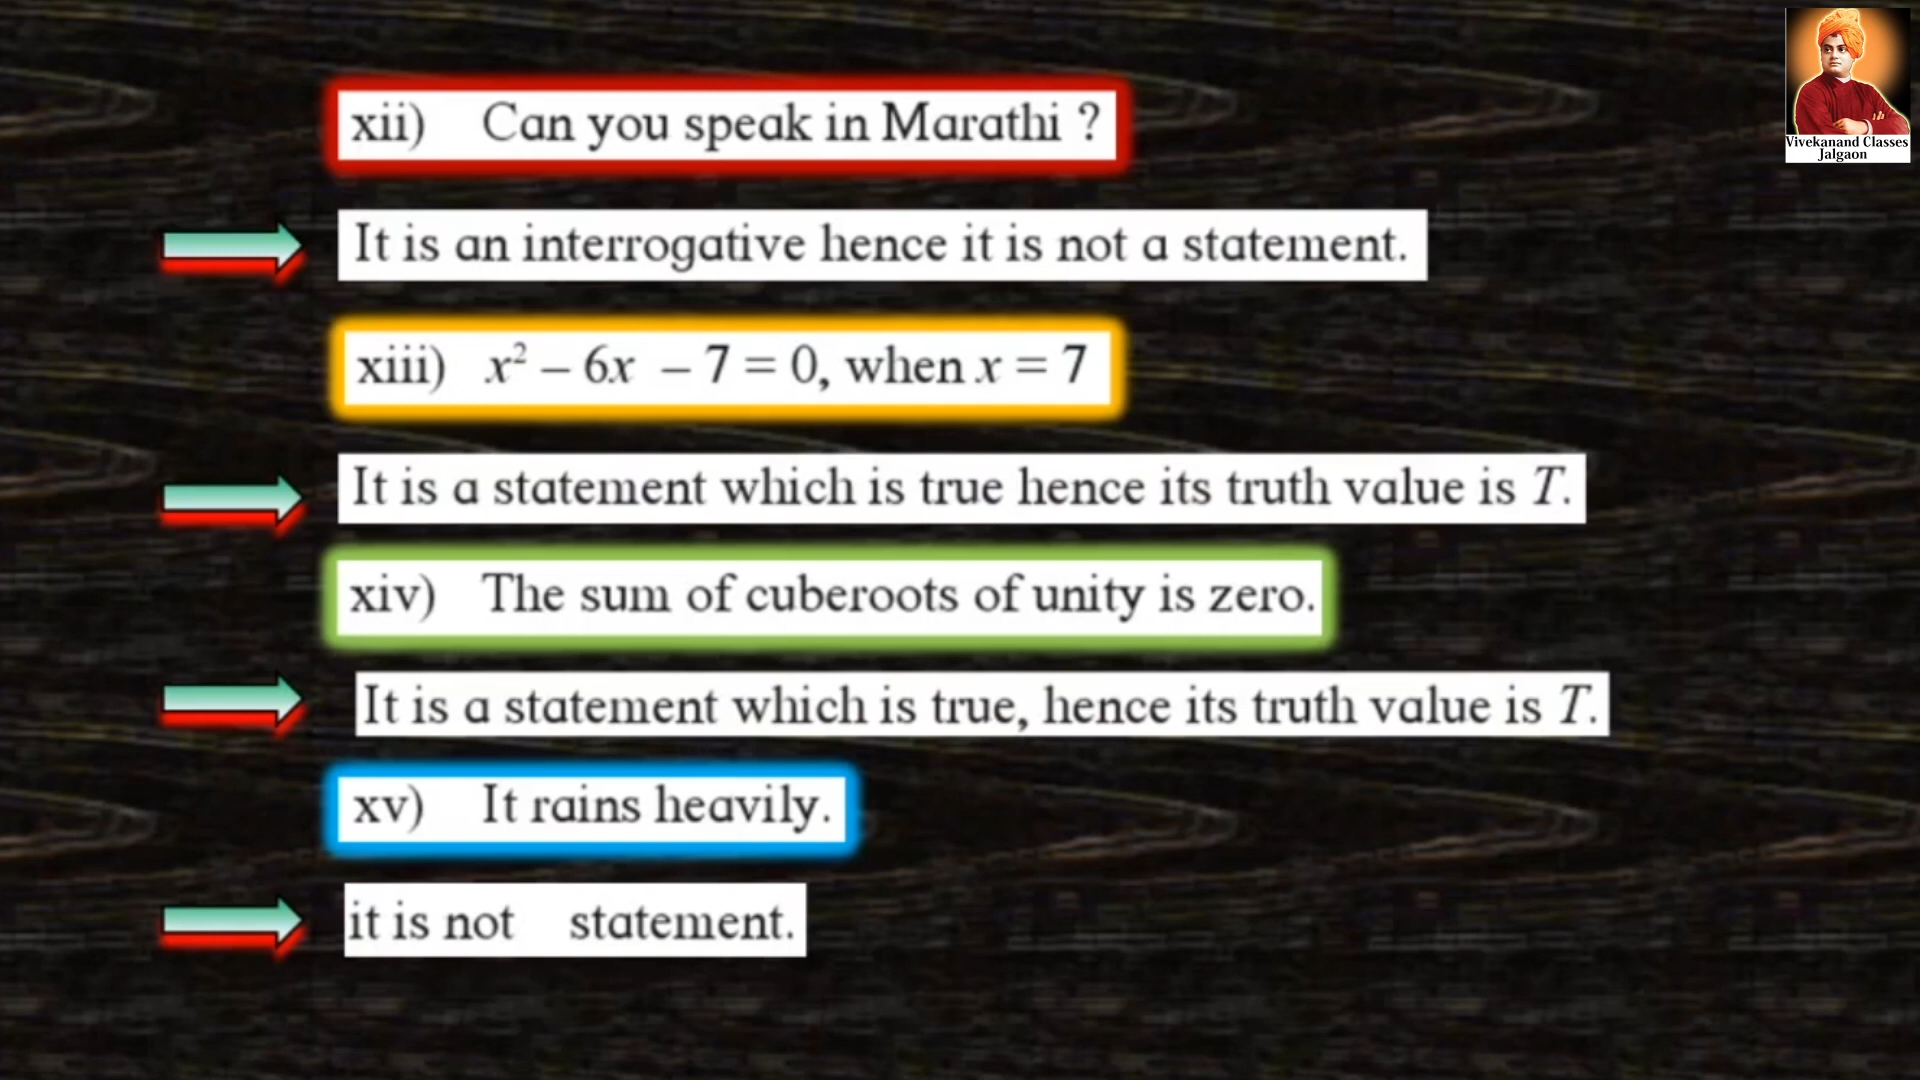 Vivekanand Classes
Jalgaon
xii) Can you speak in Marathi ?
It is an interrogative hence it is not a statement.
xiii) x² – 6x – 7 = 0, when x = 7
It is a statement which is true hence its truth value is T.
xiv) The sum of cuberoots of unity is zero.
It is a statement which is true, hence its truth value is T.
xv) It rains heavily.
it is not statement.